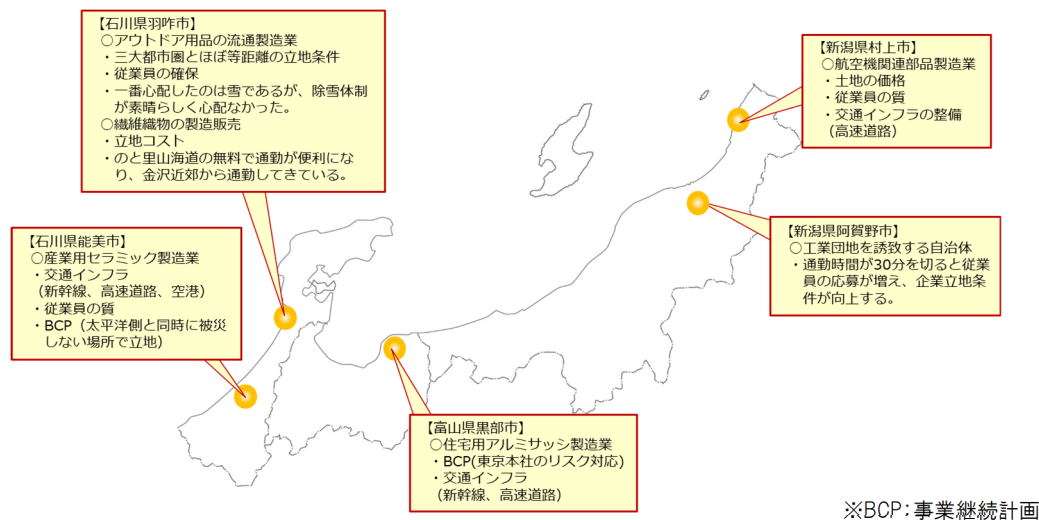 【石川県羽咋市】
○アウトドア用品の流通製造業
・三大都市圏とほぼ等距離の立地条件
・従業員の確保
・一番心配したのは雪であるが、除雪体制
が素晴らしく心配なかった。
○繊維織物の製造販売
・立地コスト
・のと里山海道の無料で通勤が便利にな
り、金沢近郊から通勤してきている。
【新潟県村上市】
○航空機関連部品製造業
・土地の価格
・従業員の質
・交通インフラの整備
(高速道路)
【石川県能美市】
○産業用セラミック製造業
・交通インフラ
(新幹線、高速道路、空港)
・従業員の質
・BCP（太平洋側と同時に被災
しない場所で立地）
【新潟県阿賀野市】
○工業団地を誘致する自治体
・通勤時間が30分を切ると従業
員の応募が増え、企業立地条
件が向上する。
【富山県黒部市】
○住宅用アルミサッシ製造業
・BCP(東京本社のリスク対応)
・交通インフラ
(新幹線、高速道路)
※BCP：事業継続計画